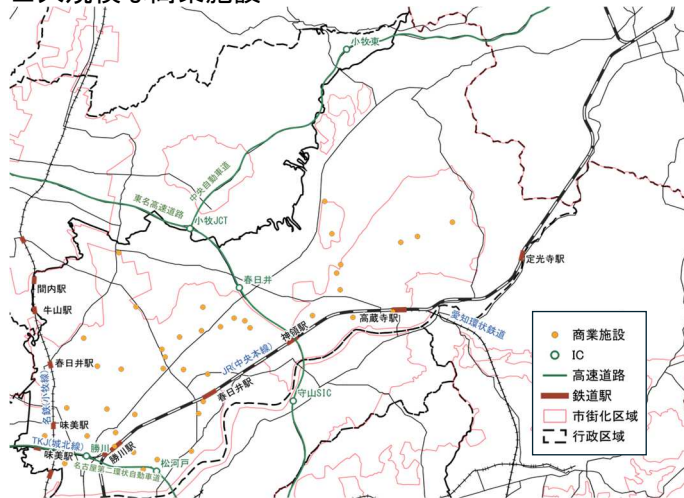 小牧東
中央自動車道
東名高速道路
小牧JCT
春日井
間内駅
牛山駅
定光寺駅
高蔵寺駅
愛知環状鉄道
神領駅
JR(中央本線)
春日井駅
名鉄(小牧線)
春日井駅
守山SIC
味美駅
TKJ(城北線)
勝川
勝川駅
味美駅
松河戸
名古屋第二環状自動車道
商業施設
IC
高速道路
鉄道駅
市街化区域
行政区域